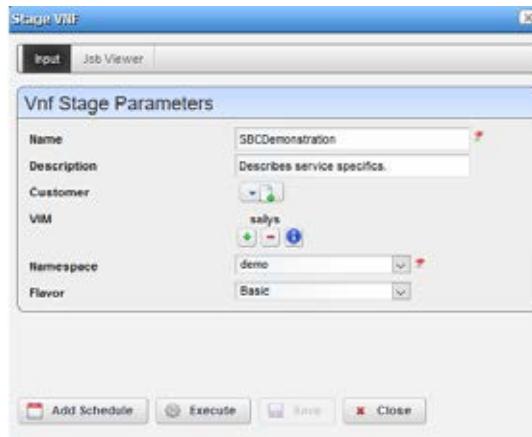 Stage VNF
Input Job Viewer
Vnf Stage Parameters
Name SBCDemonstration
Description Describes service specifics.
Customer
VIM salys
Namespace demo
Flavor Basic
Add Schedule Execute Save Close